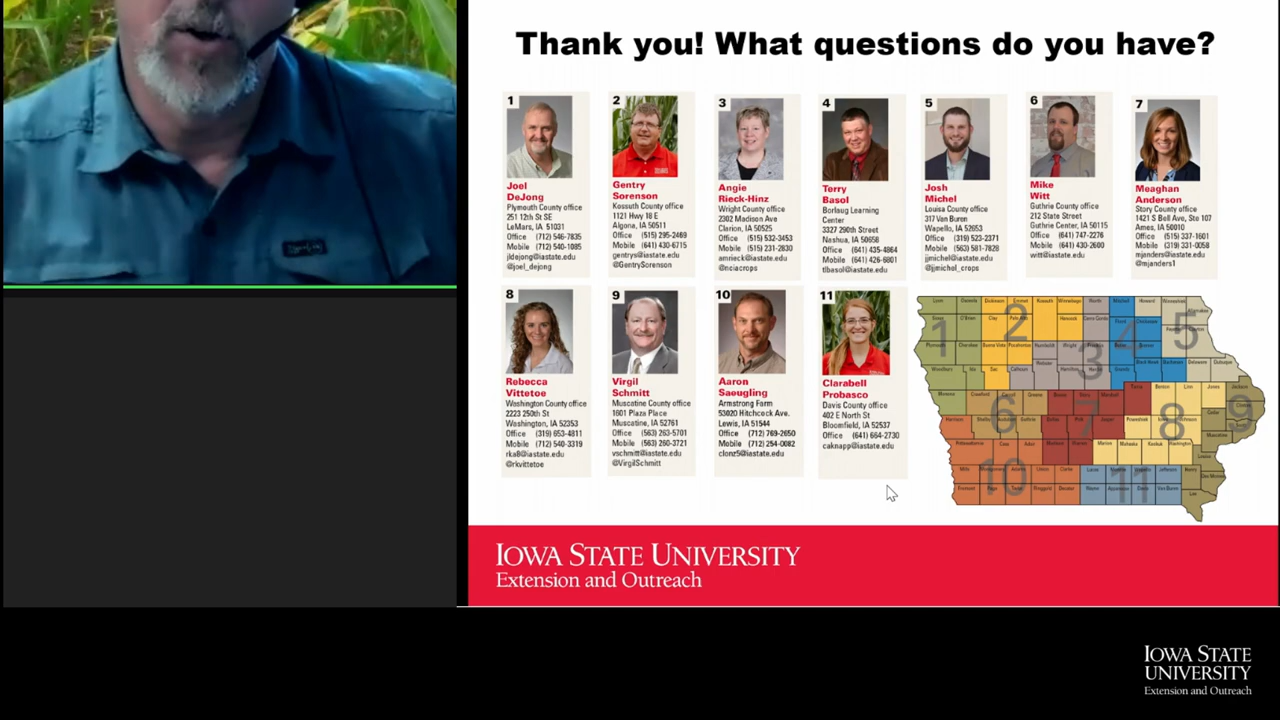 Thank you! What questions do you have?
1
Joel
DeJong
Plymouth County office
251 12th St SE
LeMars, IA 51031
Office (712) 546-7835
Mobile (712) 540-1085
jldejong@iastate.edu
@joel_dejong
2
Gentry
Sorenson
Kossuth County office
1121 Hwy 18 E
Algona, IA 50511
Office (515) 295-2469
Mobile (641) 430-6715
gentrys@iastate.edu
@GentrySorenson
3
Angie
Rieck-Hinz
Wright County office
2302 Madison Ave
Clarion, IA 50525
Office (515) 532-3453
Mobile (515) 231-2830
amrieck@iastate.edu
@nciacrops
4
Terry
Basol
Borlaug Learning
Center
3327 290th Street
Nashua, IA 50658
Office (641) 435-4864
Mobile (641) 426-6801
tlbasol@iastate.edu
5
Josh
Michel
Louisa County office
317 Van Buren
Wapello, IA 52653
Office (319) 523-2371
Mobile (563) 581-7828
jjmichel@iastate.edu
@jjmichel_crops
6
Mike
Witt
Guthrie County office
212 State Street
Guthrie Center, IA 50115
Office (641) 747-2276
Mobile (641) 430-2600
witt@iastate.edu
7
Meaghan
Anderson
Story County office
1421 S Bell Ave, Ste 107
Ames, IA 50010
Office (515) 337-1601
Mobile (319) 331-0058
mjanders@iastate.edu
@mjanders1
8
Rebecca
Vittetoe
Washington County office
2223 250th St
Washington, IA 52353
Office (319) 653-4811
Mobile (712) 540-3319
rka8@iastate.edu
@rkvittetoe
9
Virgil
Schmitt
Muscatine County office
1601 Plaza Place
Muscatine, IA 52761
Office (563) 263-5701
Mobile (563) 260-3721
vschmitt@iastate.edu
@VirgilSchmitt
10
Aaron
Saeugling
Armstrong Farm
53020 Hitchcock Ave.
Lewis, IA 51544
Office (712) 769-2650
Mobile (712) 254-0082
clonz5@iastate.edu
11
Clarabell
Probasco
Davis County office
402 E North St
Bloomfield, IA 52537
Office (641) 664-2730
caknapp@iastate.edu
1
2
3
4
5
6
7
8
9
10
11
IOWA STATE UNIVERSITY
Extension and Outreach
IOWA STATE
UNIVERSITY
Extension and Outreach